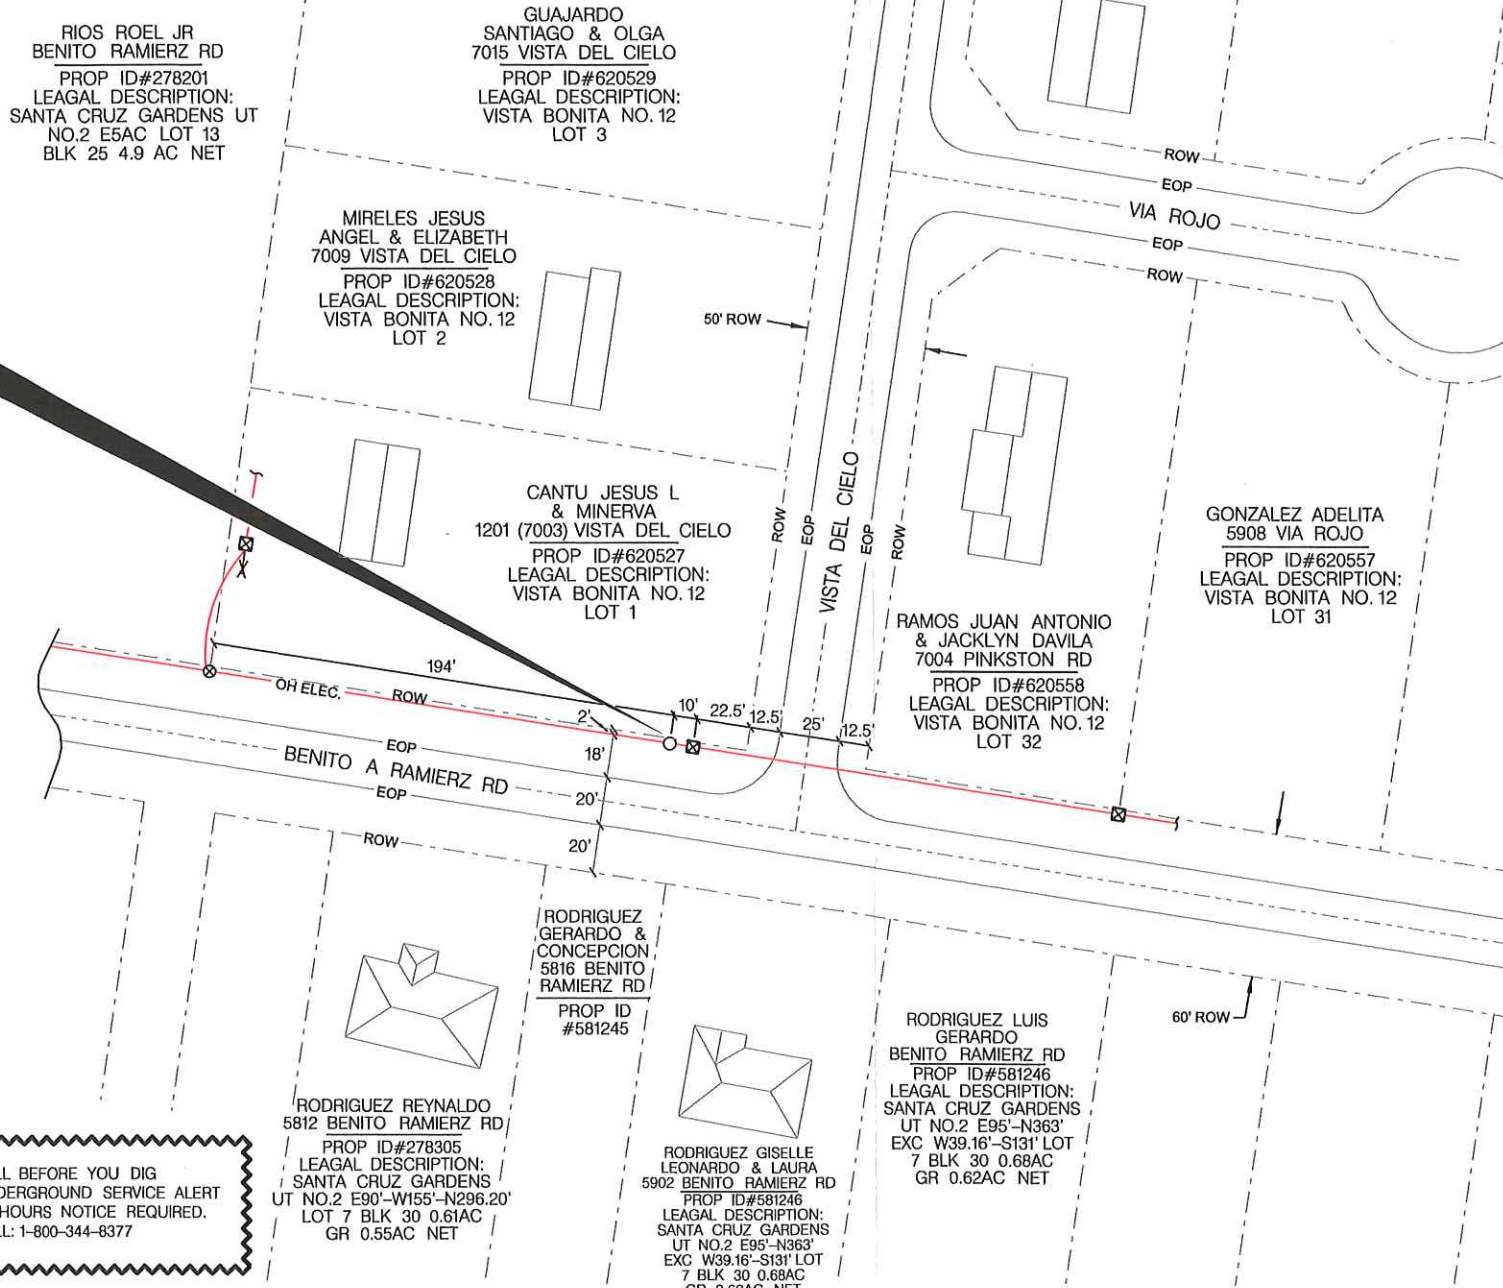 RIOS ROEL JR
BENITO RAMIERZ RD
PROP ID#278201
LEAGAL DESCRIPTION:
SANTA CRUZ GARDENS UT
NO.2 E5AC LOT 13
BLK 25 4.9 AC NET
GUAJARDO
SANTIAGO & OLGA
7015 VISTA DEL CIELO
PROP ID#620529
LEAGAL DESCRIPTION:
VISTA BONITA NO. 12
LOT 3
ROW
EOP
VIA ROJO
EOP
ROW
MIRELES JESUS
ANGEL & ELIZABETH
7009 VISTA DEL CIELO
PROP ID#620528
LEAGAL DESCRIPTION:
VISTA BONITA NO. 12
LOT 2
50' ROW
CANTU JESUS L
& MINERVA
1201 (7003) VISTA DEL CIELO
PROP ID#620527
LEAGAL DESCRIPTION:
VISTA BONITA NO. 12
LOT 1
ROW
EOP
VISTA DEL CIELO
EOP
ROW
GONZALEZ ADELITA
5908 VIA ROJO
PROP ID#620557
LEAGAL DESCRIPTION:
VISTA BONITA NO. 12
LOT 31
RAMOS JUAN ANTONIO
& JACKLYN DAVILA
7004 PINKSTON RD
PROP ID#620558
LEAGAL DESCRIPTION:
VISTA BONITA NO. 12
LOT 32
194'
OH ELEC.
ROW
2'
10'
22.5'
12.5'
25'
12.5'
18'
EOP
BENITO A RAMIERZ RD
EOP
20'
20'
ROW
RODRIGUEZ
GERARDO &
CONCEPCION
5816 BENITO
RAMIERZ RD
PROP ID
#581245
60' ROW
RODRIGUEZ LUIS
GERARDO
BENITO RAMIERZ RD
PROP ID#581246
LEAGAL DESCRIPTION:
SANTA CRUZ GARDENS
UT NO.2 E95'-N363'
EXC W39.16'-S131' LOT
7 BLK 30 0.68AC
GR 0.62AC NET
RODRIGUEZ REYNALDO
5812 BENITO RAMIERZ RD
PROP ID#278305
LEAGAL DESCRIPTION:
SANTA CRUZ GARDENS
UT NO.2 E90'-W155'-N296.20'
LOT 7 BLK 30 0.61AC
GR 0.55AC NET
RODRIGUEZ GISELLE
LEONARDO & LAURA
5902 BENITO RAMIERZ RD
PROP ID#581246
LEAGAL DESCRIPTION:
SANTA CRUZ GARDENS
UT NO.2 E95'-N363'
EXC W39.16'-S131' LOT
7 BLK 30 0.68AC
LL BEFORE YOU DIG
DERGROUND SERVICE ALERT
HOURS NOTICE REQUIRED.
LL: 1-800-344-8377